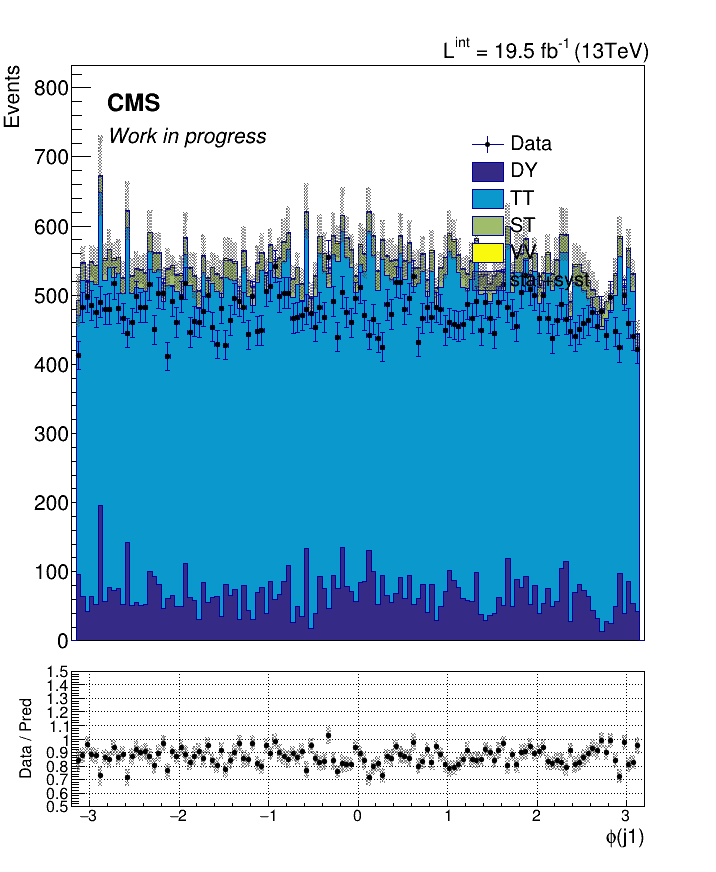 L^int = 19.5 fb^-1 (13TeV)
Events
CMS
Work in progress
Data
DY
TT
ST
VV
stat+syst
800
700
600
500
400
300
200
100
0
Data / Pred
1.5
1.4
1.3
1.2
1.1
1
0.9
0.8
0.7
0.6
0.5
−3 −2 −1 0 1 2 3
ϕ(j1)